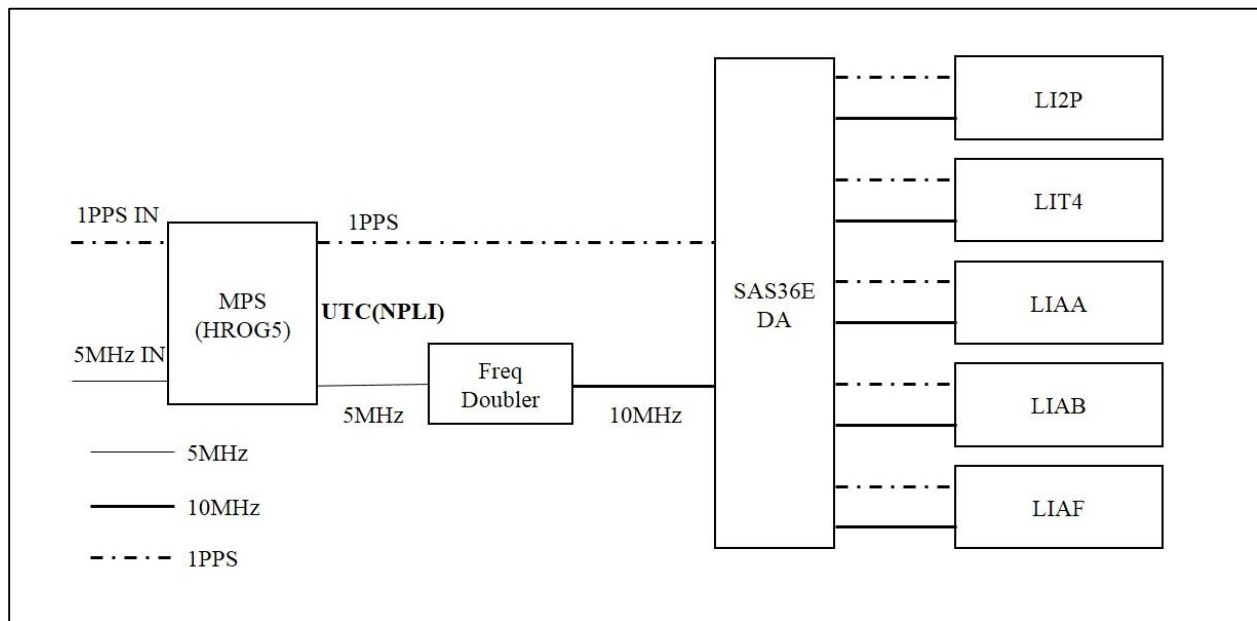 1PPS IN
5MHz IN
MPS
(HROG5)
1PPS
UTC(NPLI)
5MHz
Freq
Doubler
10MHz
SAS36E
DA
LI2P
LIT4
LIAA
LIAB
LIAF
5MHz
10MHz
1PPS